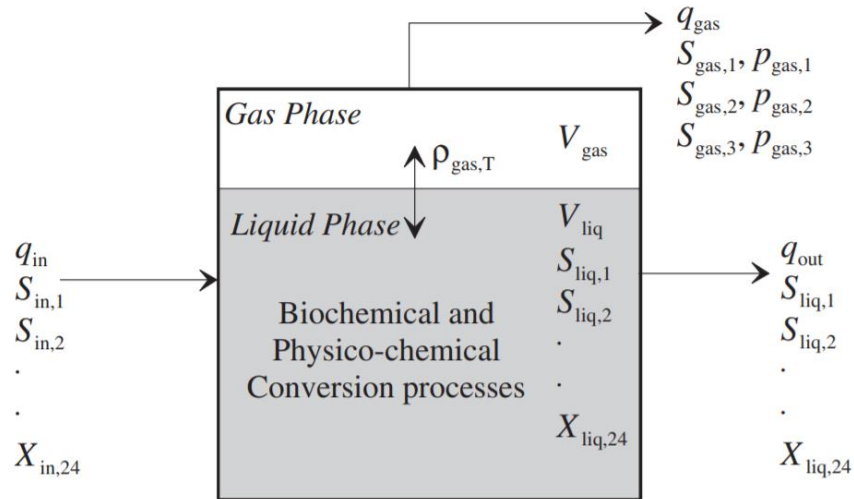 q_gas
S_gas,1, p_gas,1
S_gas,2, p_gas,2
S_gas,3, p_gas,3
Gas Phase
V_gas
ρ_gas,T
Liquid Phase
V_liq
S_liq,1
S_liq,2
.
.
X_liq,24
Biochemical and
Physico-chemical
Conversion processes
q_in
S_in,1
S_in,2
.
.
X_in,24
q_out
S_liq,1
S_liq,2
.
.
X_liq,24